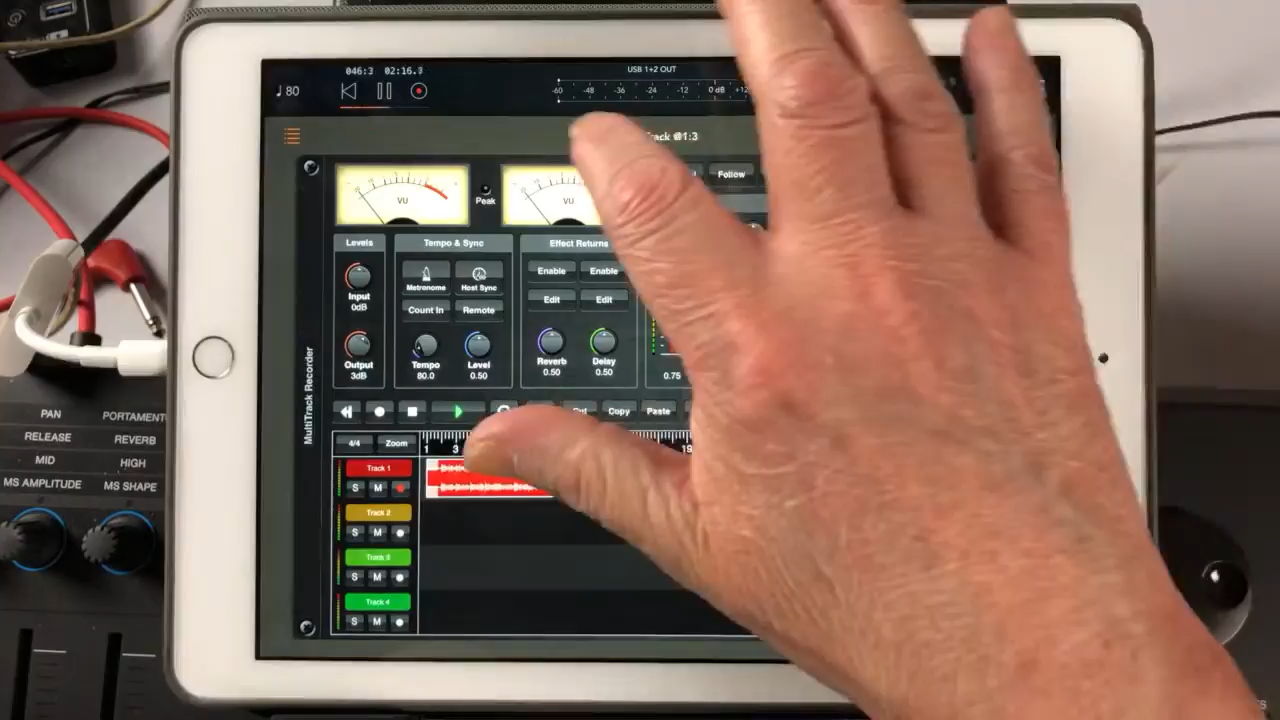 046:3 02:16.3
USB 1+2 OUT
♩ 80
-60 -48 -36 -24 -12 0dB +12
Track @1:3
VU
Peak
VU
Follow
Levels
Tempo & Sync
Effect Returns
Metronome
Host Sync
Enable
Enable
Input
0dB
Count In
Remote
Edit
Edit
Output
3dB
Tempo
80.0
Level
0.50
Reverb
0.50
Delay
0.50
0.75
MultiTrack Recorder
Cut
Copy
Paste
4/4
Zoom
1 3
19
Track 1
S M
Track 2
S M
Track 3
S M
Track 4
S M
PAN
PORTAMENT
RELEASE
REVERB
MID
HIGH
MS AMPLITUDE
MS SHAPE